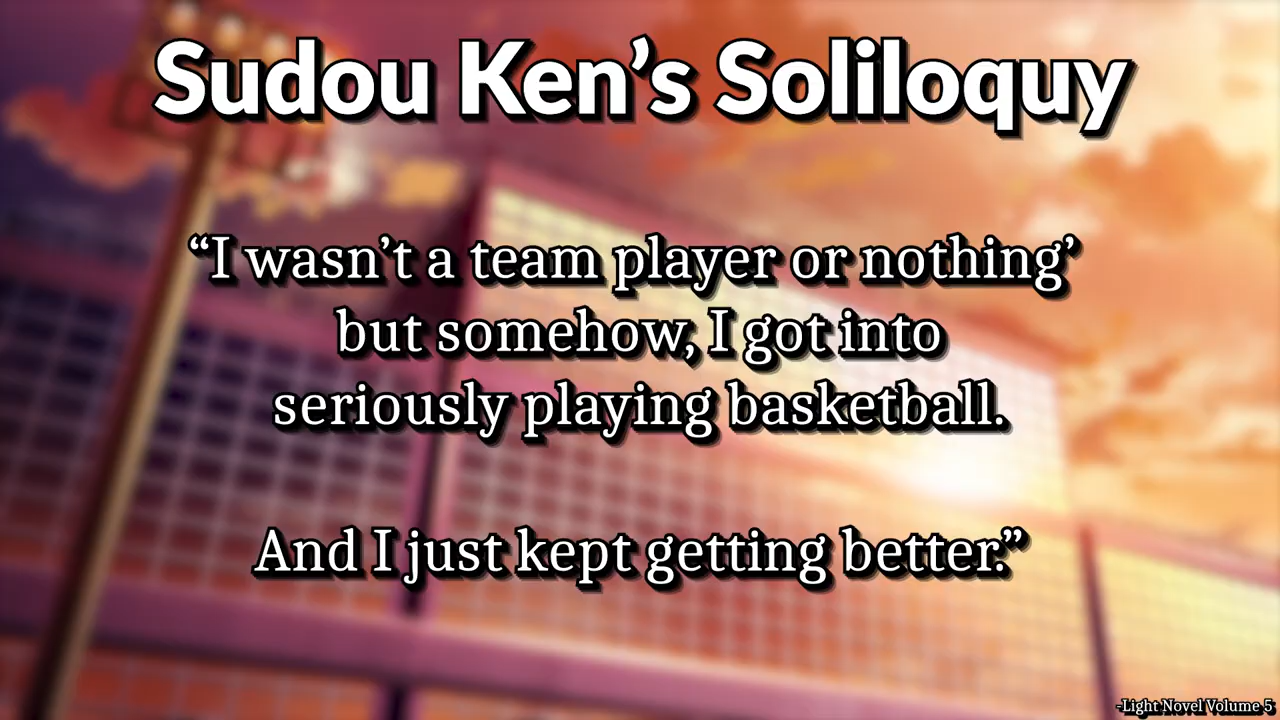 Sudou Ken’s Soliloquy
“I wasn’t a team player or nothing’
but somehow, I got into
seriously playing basketball.
And I just kept getting better.”
-Light Novel Volume 5